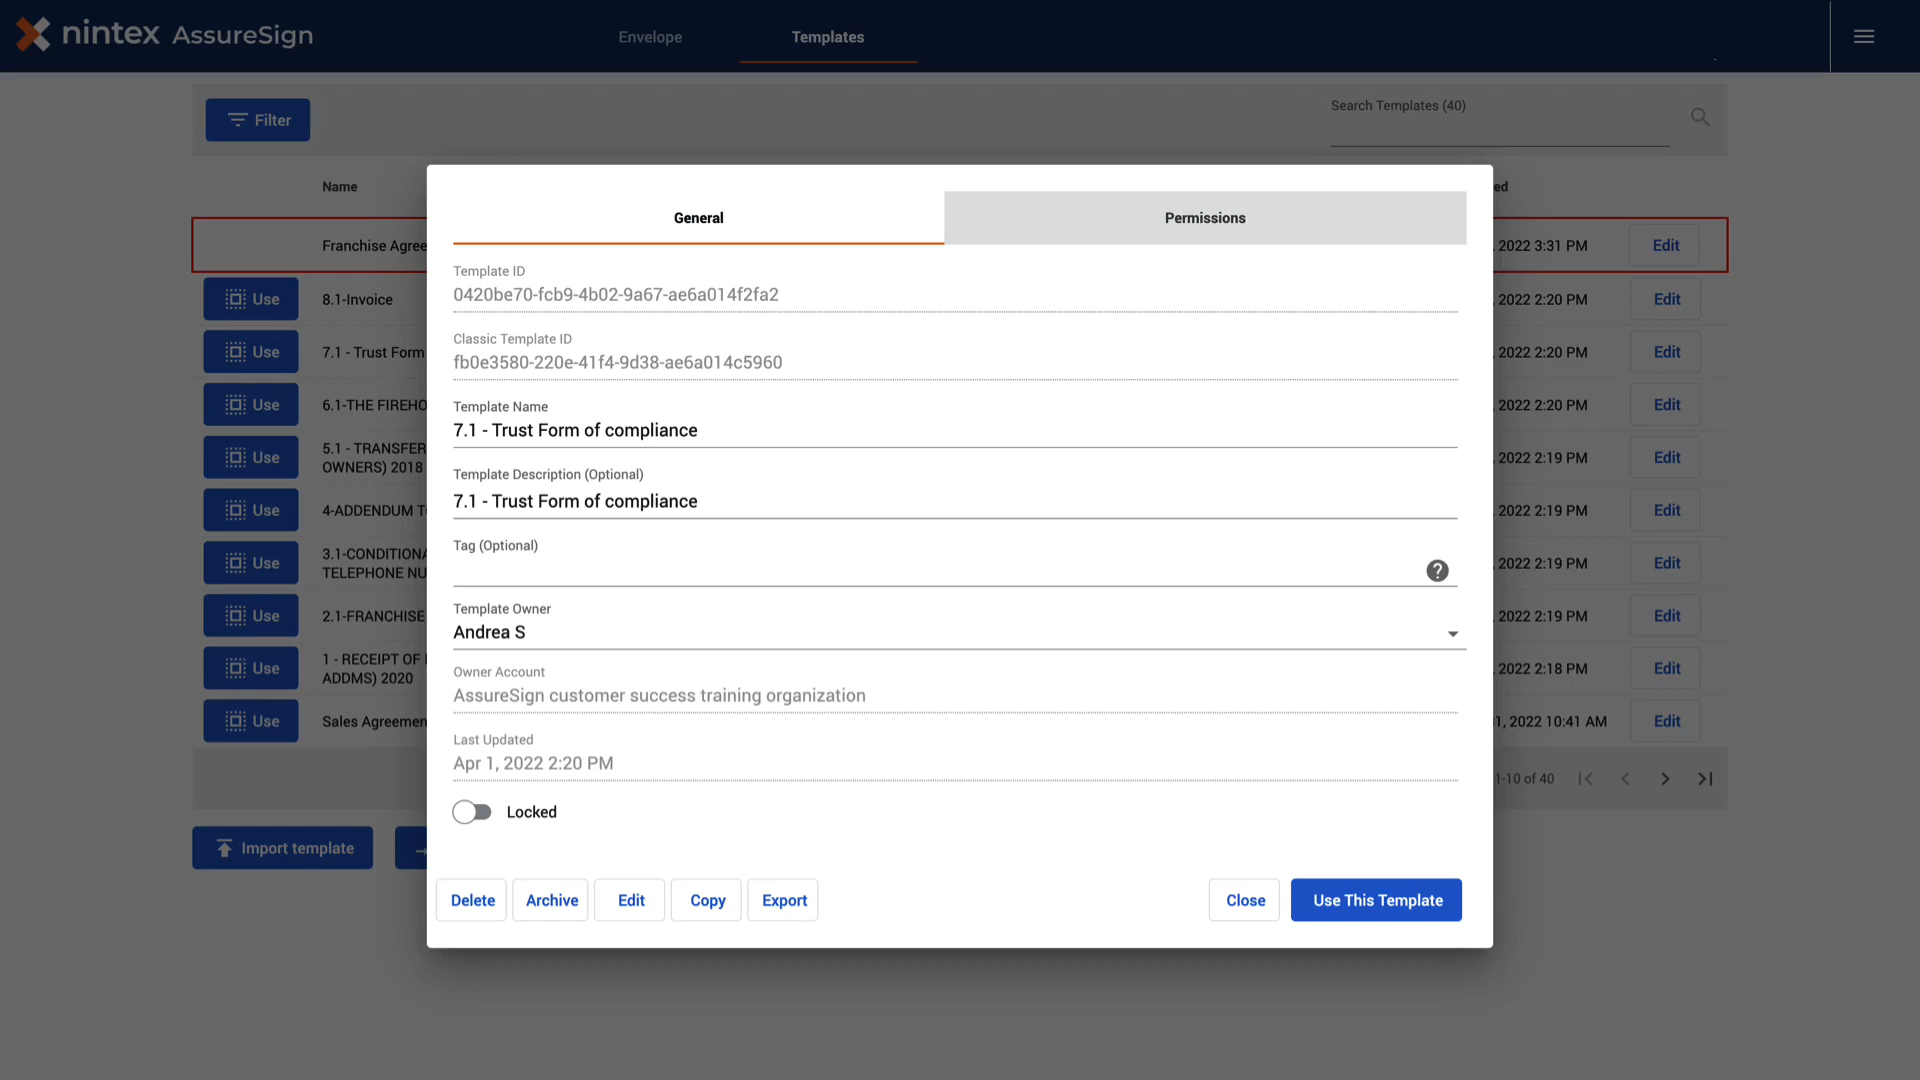 nintex AssureSign
Envelope
Templates
Filter
Search Templates (40)
Name
ed
Franchise Agree
2022 3:31 PM
Edit
Use
8.1-Invoice
, 2022 2:20 PM
Edit
Use
7.1 - Trust Form
, 2022 2:20 PM
Edit
Use
6.1-THE FIREHO
, 2022 2:20 PM
Edit
Use
5.1 - TRANSFER
OWNERS) 2018
, 2022 2:19 PM
Edit
Use
4-ADDENDUM T
, 2022 2:19 PM
Edit
Use
3.1-CONDITIONA
TELEPHONE NU
, 2022 2:19 PM
Edit
Use
2.1-FRANCHISE
, 2022 2:19 PM
Edit
Use
1 - RECEIPT OF
ADDMS) 2020
, 2022 2:18 PM
Edit
Use
Sales Agreemen
1, 2022 10:41 AM
Edit
1-10 of 40
Import template
General
Permissions
Template ID
0420be70-fcb9-4b02-9a67-ae6a014f2fa2
Classic Template ID
fb0e3580-220e-41f4-9d38-ae6a014c5960
Template Name
7.1 - Trust Form of compliance
Template Description (Optional)
7.1 - Trust Form of compliance
Tag (Optional)
?
Template Owner
Andrea S
Owner Account
AssureSign customer success training organization
Last Updated
Apr 1, 2022 2:20 PM
Locked
Delete
Archive
Edit
Copy
Export
Close
Use This Template